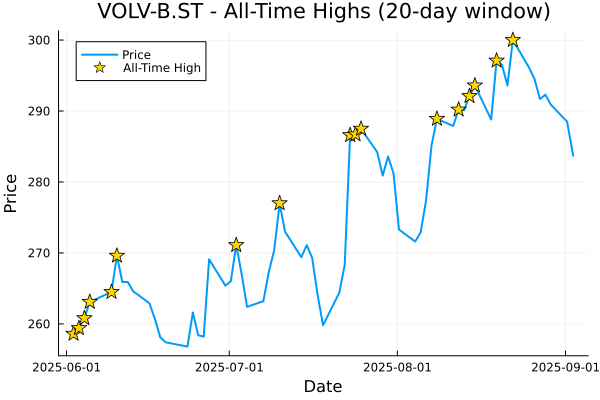 VOLV-B.ST - All-Time Highs (20-day window)
300
290
280
270
260
Price
All-Time High
Price
2025-06-01
2025-07-01
2025-08-01
2025-09-01
Date